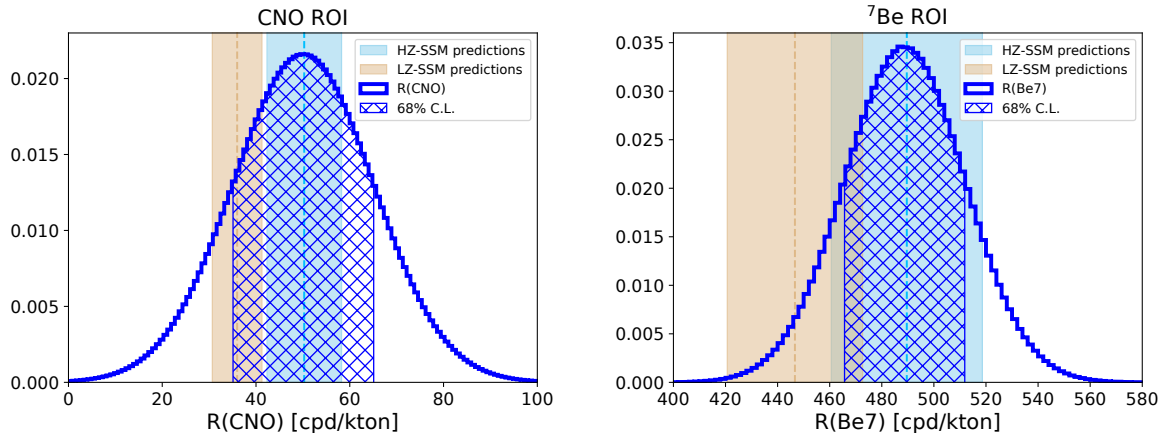 CNO ROI
HZ-SSM predictions
LZ-SSM predictions
R(CNO)
68% C.L.
0.020
0.015
0.010
0.005
0.000
0 20 40 60 80 100
R(CNO) [cpd/kton]
⁷Be ROI
HZ-SSM predictions
LZ-SSM predictions
R(Be7)
68% C.L.
0.035
0.030
0.025
0.020
0.015
0.010
0.005
0.000
400 420 440 460 480 500 520 540 560 580
R(Be7) [cpd/kton]